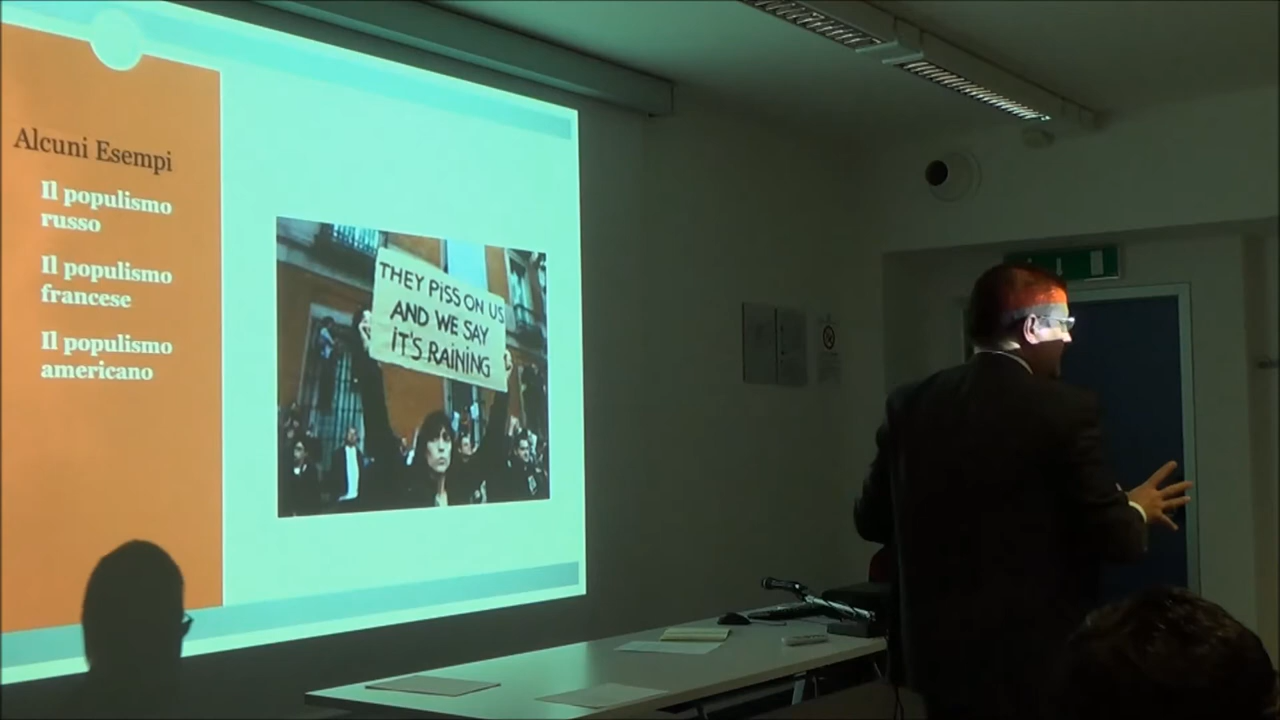 Alcuni Esempi
Il populismo
russo
Il populismo
francese
Il populismo
americano
THEY PISS ON US
AND WE SAY
IT'S RAINING